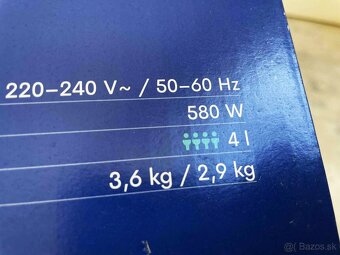 220–240 V~ / 50–60 Hz
580 W
4 l
3,6 kg / 2,9 kg
Bazos.sk